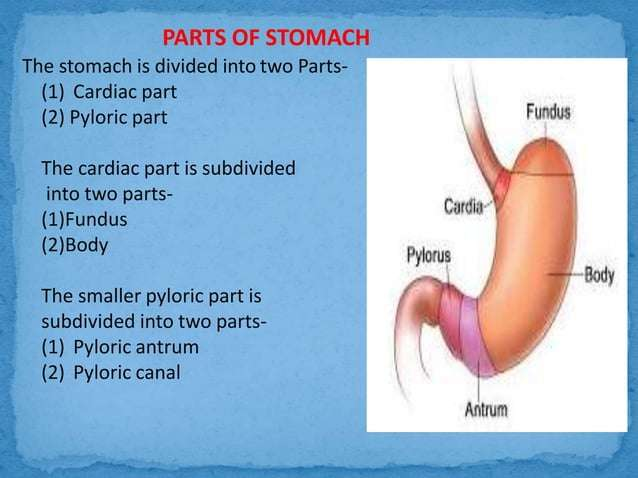 PARTS OF STOMACH
The stomach is divided into two Parts-
(1) Cardiac part
(2) Pyloric part
The cardiac part is subdivided
into two parts-
(1)Fundus
(2)Body
The smaller pyloric part is
subdivided into two parts-
(1) Pyloric antrum
(2) Pyloric canal
Fundus
Cardia
Pylorus
Body
Antrum